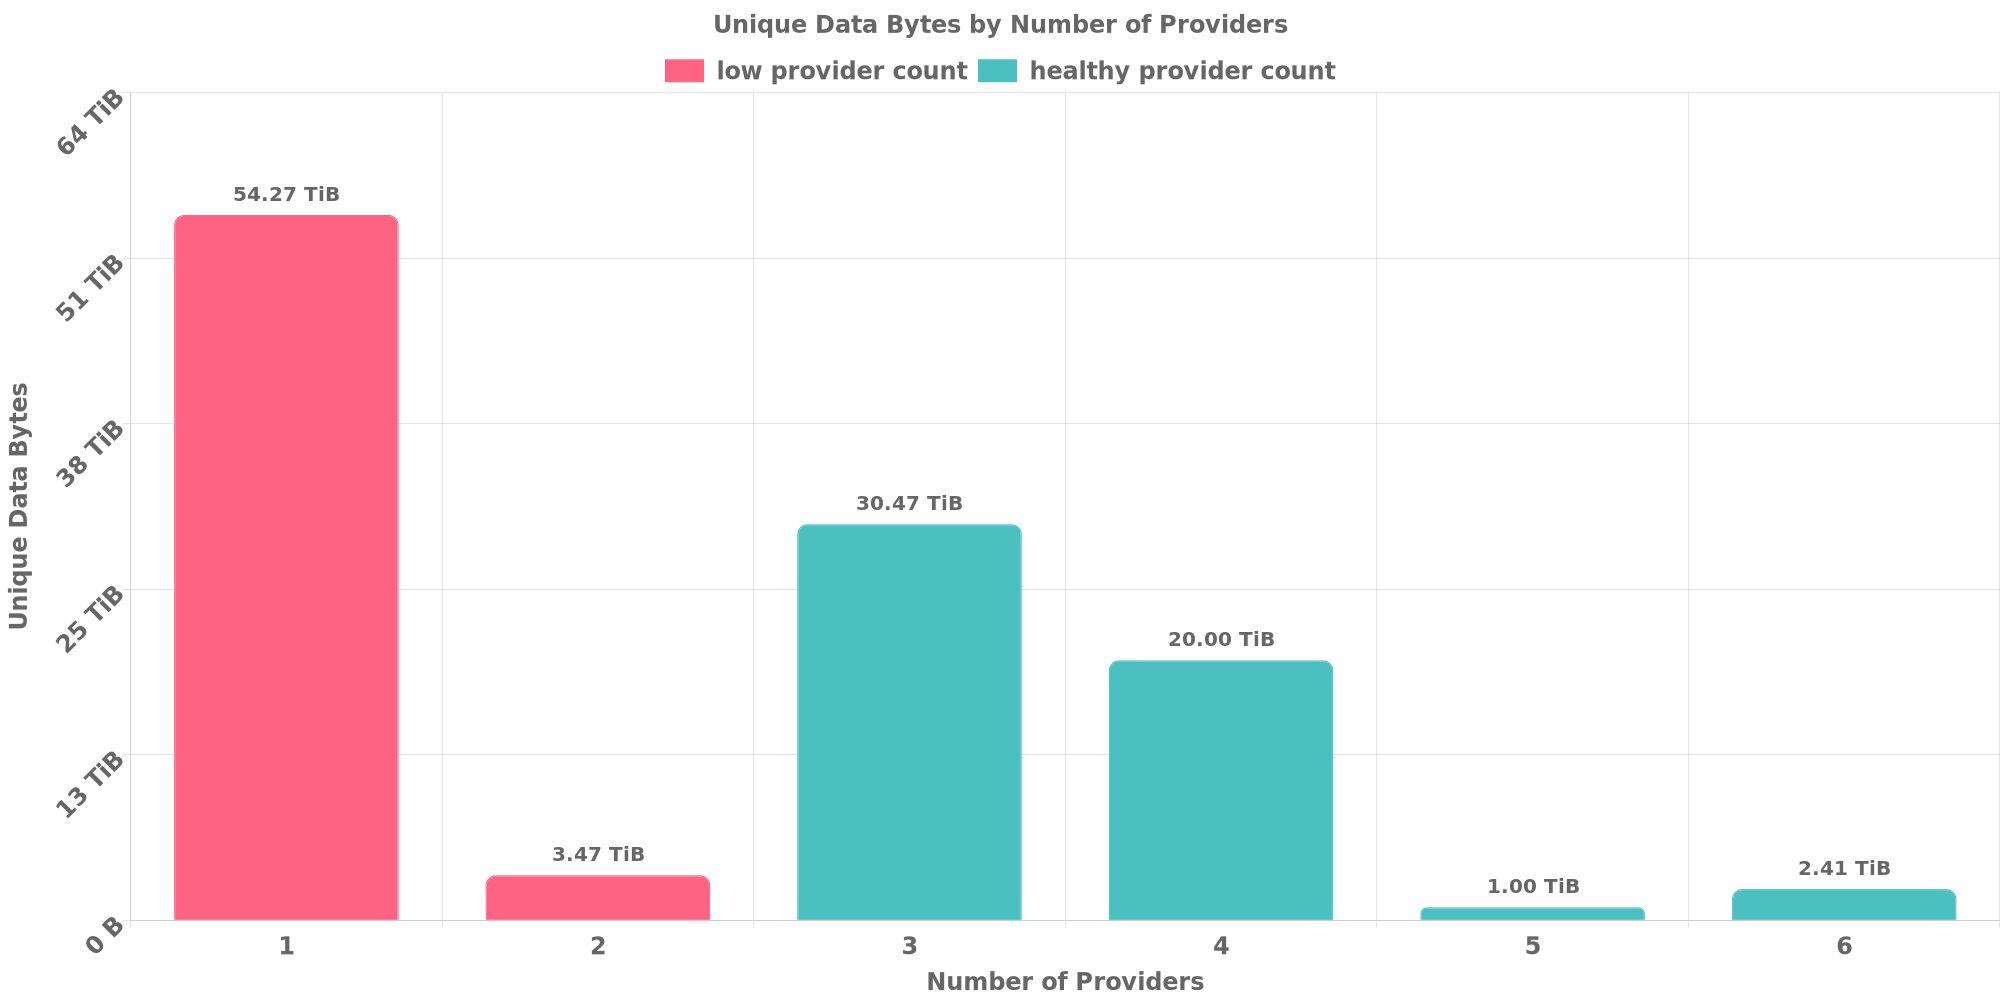 Unique Data Bytes by Number of Providers
low provider count healthy provider count
64 TiB
51 TiB
38 TiB
25 TiB
13 TiB
0 B
Unique Data Bytes
54.27 TiB
3.47 TiB
30.47 TiB
20.00 TiB
1.00 TiB
2.41 TiB
1 2 3 4 5 6
Number of Providers